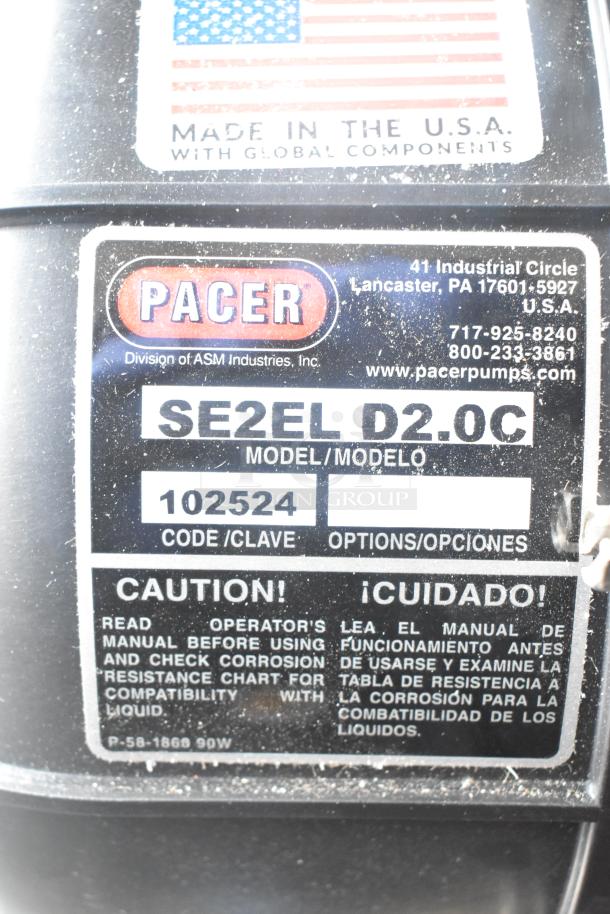 MADE IN THE U.S.A.
WITH GLOBAL COMPONENTS
PACER
Division of ASM Industries, Inc.
41 Industrial Circle
Lancaster, PA 17601-5927
U.S.A.
717-925-8240
800-233-3861
www.pacerpumps.com
SE2EL D2.0C
MODEL/MODELO
102524
CODE/CLAVE OPTIONS/OPCIONES
GROUP
CAUTION!
READ OPERATOR'S
MANUAL BEFORE USING
AND CHECK CORROSION
RESISTANCE CHART FOR
COMPATIBILITY WITH
LIQUID.
P-58-1868 90W
¡CUIDADO!
LEA EL MANUAL DE
FUNCIONAMIENTO ANTES
DE USARSE Y EXAMINE LA
TABLA DE RESISTENCIA A
LA CORROSIÓN PARA LA
COMBATIBILIDAD DE LOS
LIQUIDOS.